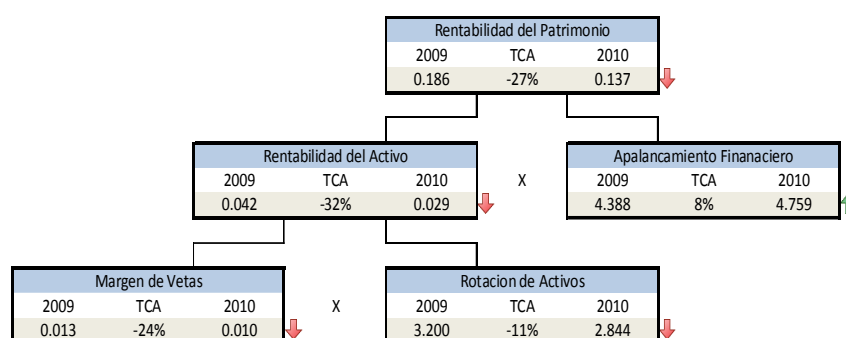 Rentabilidad del Patrimonio
2009 TCA 2010
0.186 -27% 0.137
Rentabilidad del Activo
2009 TCA 2010
0.042 -32% 0.029
X
Apalancamiento Finanaciero
2009 TCA 2010
4.388 8% 4.759
Margen de Vetas
2009 TCA 2010
0.013 -24% 0.010
X
Rotacion de Activos
2009 TCA 2010
3.200 -11% 2.844